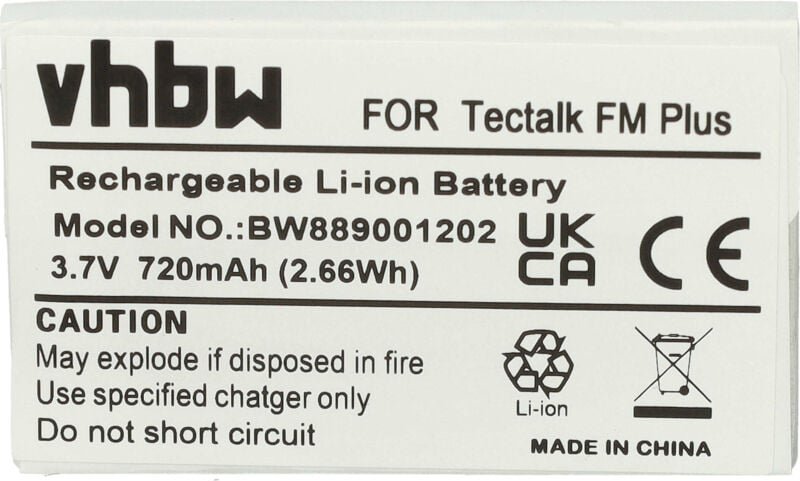 vhbw FOR Tectalk FM Plus
Rechargeable Li-ion Battery
Model NO.:BW889001202
3.7V 720mAh (2.66Wh)
UK
CA
CE
CAUTION
May explode if disposed in fire
Use specified chatger only
Do not short circuit
Li-ion
MADE IN CHINA